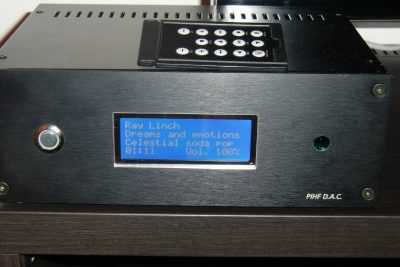 Ray Linch
Dreams and emotions
Celestial soda pop
01:11 Vol. 100%
PiHF D.A.C.